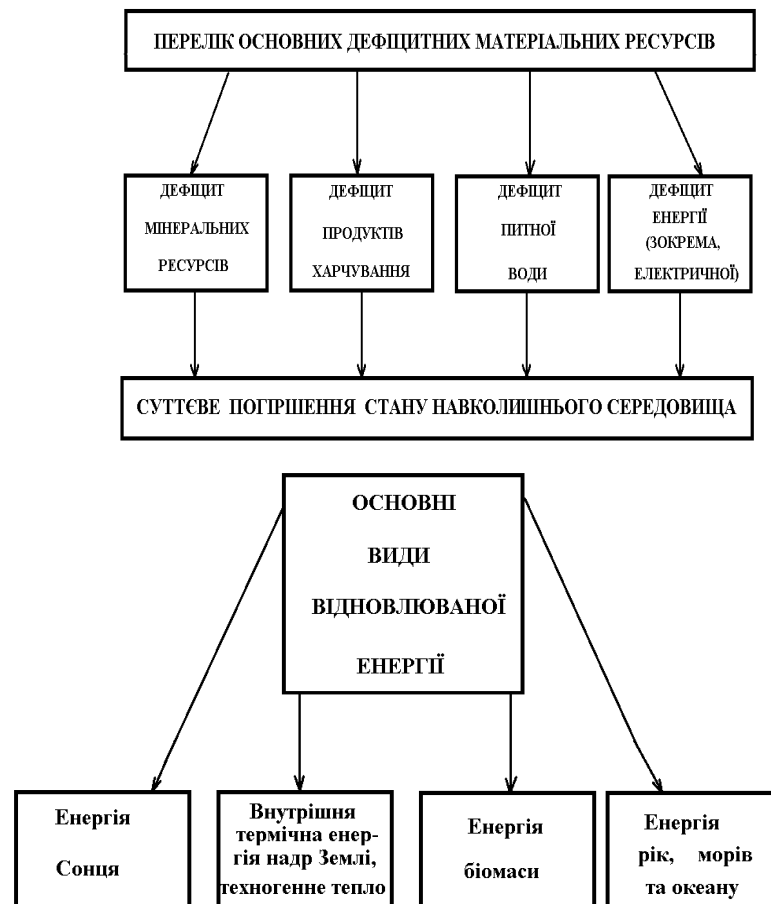 ПЕРЕЛІК ОСНОВНИХ ДЕФІЦИТНИХ МАТЕРІАЛЬНИХ РЕСУРСІВ
ДЕФІЦИТ
МІНЕРАЛЬНИХ
РЕСУРСІВ
ДЕФІЦИТ
ПРОДУКТІВ
ХАРЧУВАННЯ
ДЕФІЦИТ
ПИТНОЇ
ВОДИ
ДЕФІЦИТ
ЕНЕРГІЇ
(ЗОКРЕМА,
ЕЛЕКТРИЧНОЇ)
СУТТЄВЕ ПОГІРШЕННЯ СТАНУ НАВКОЛИШНЬОГО СЕРЕДОВИЩА
ОСНОВНІ
ВИДИ
ВІДНОВЛЮВАНОЇ
ЕНЕРГІЇ
Енергія
Сонця
Внутрішня
термічна енер-
гія надр Землі,
техногенне тепло
Енергія
біомаси
Енергія
рік, морів
та океану